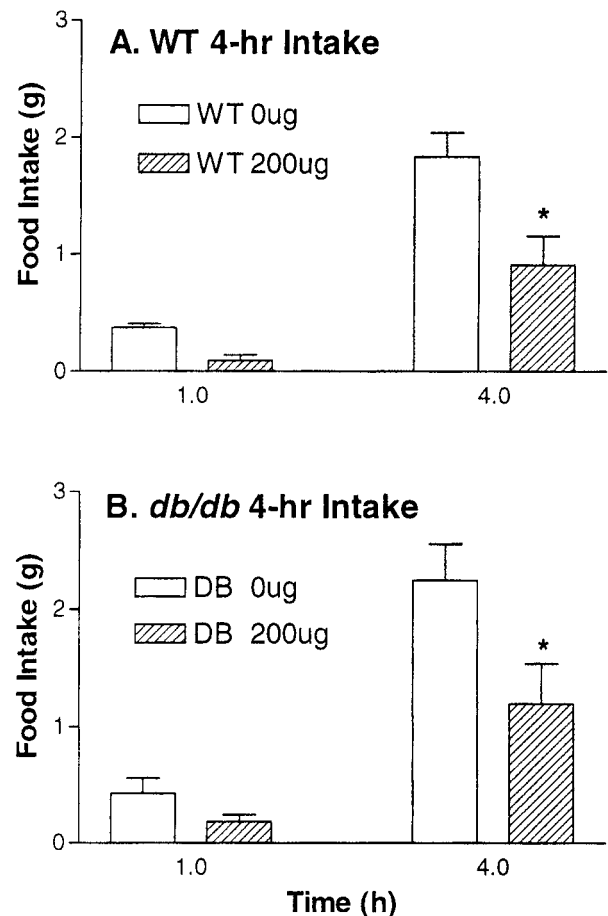 A. WT 4-hr Intake
Food Intake (g)
3
2
1
0
WT 0ug
WT 200ug
*
1.0
4.0
B. db/db 4-hr Intake
Food Intake (g)
3
2
1
0
DB 0ug
DB 200ug
*
1.0
4.0
Time (h)